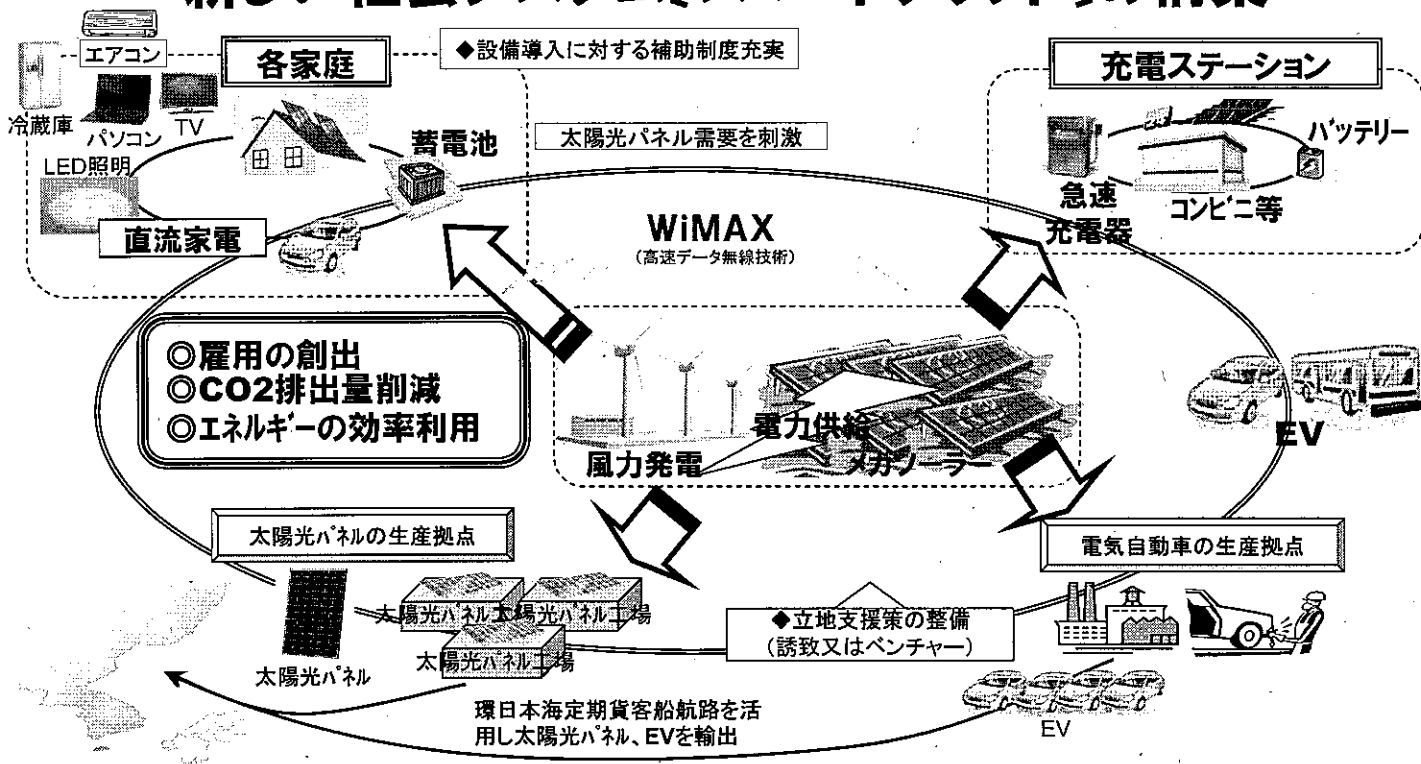 ◆設備導入に対する補助制度充実
エアコン
各家庭
充電ステーション
冷蔵庫
パソコン
TV
LED照明
蓄電池
太陽光パネル需要を刺激
バッテリー
急速
充電器
コンビニ等
直流家電
WiMAX
(高速データ無線技術)
◎雇用の創出
◎CO2排出量削減
◎エネルギーの効率利用
電力供給
風力発電
メガソーラー
EV
太陽光パネルの生産拠点
電気自動車の生産拠点
太陽光パネル工場
太陽光パネル工場
太陽光パネル工場
太陽光パネル
◆立地支援策の整備
(誘致又はベンチャー)
環日本海定期貨客船航路を活
用し太陽光パネル、EVを輸出
EV